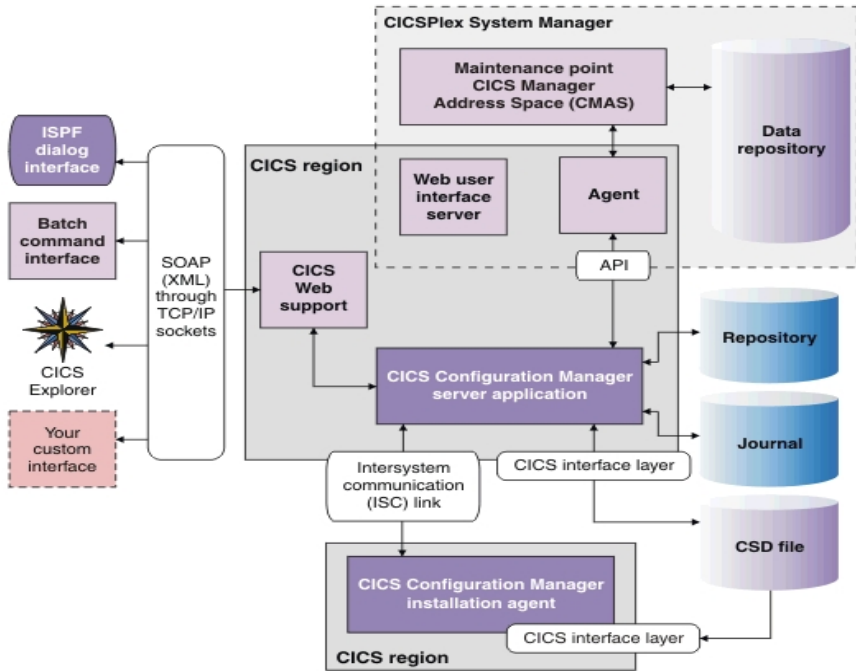 CICSPlex System Manager
Maintenance point
CICS Manager
Address Space (CMAS)
Data
repository
ISPF
dialog
interface
CICS region
Web user
interface
server
Agent
Batch
command
interface
SOAP
(XML)
through
TCP/IP
sockets
CICS
Web
support
API
CICS
Explorer
Repository
CICS Configuration Manager
server application
Your
custom
interface
Journal
Intersystem
communication
(ISC) link
CICS interface layer
CSD file
CICS Configuration Manager
installation agent
CICS interface layer
CICS region